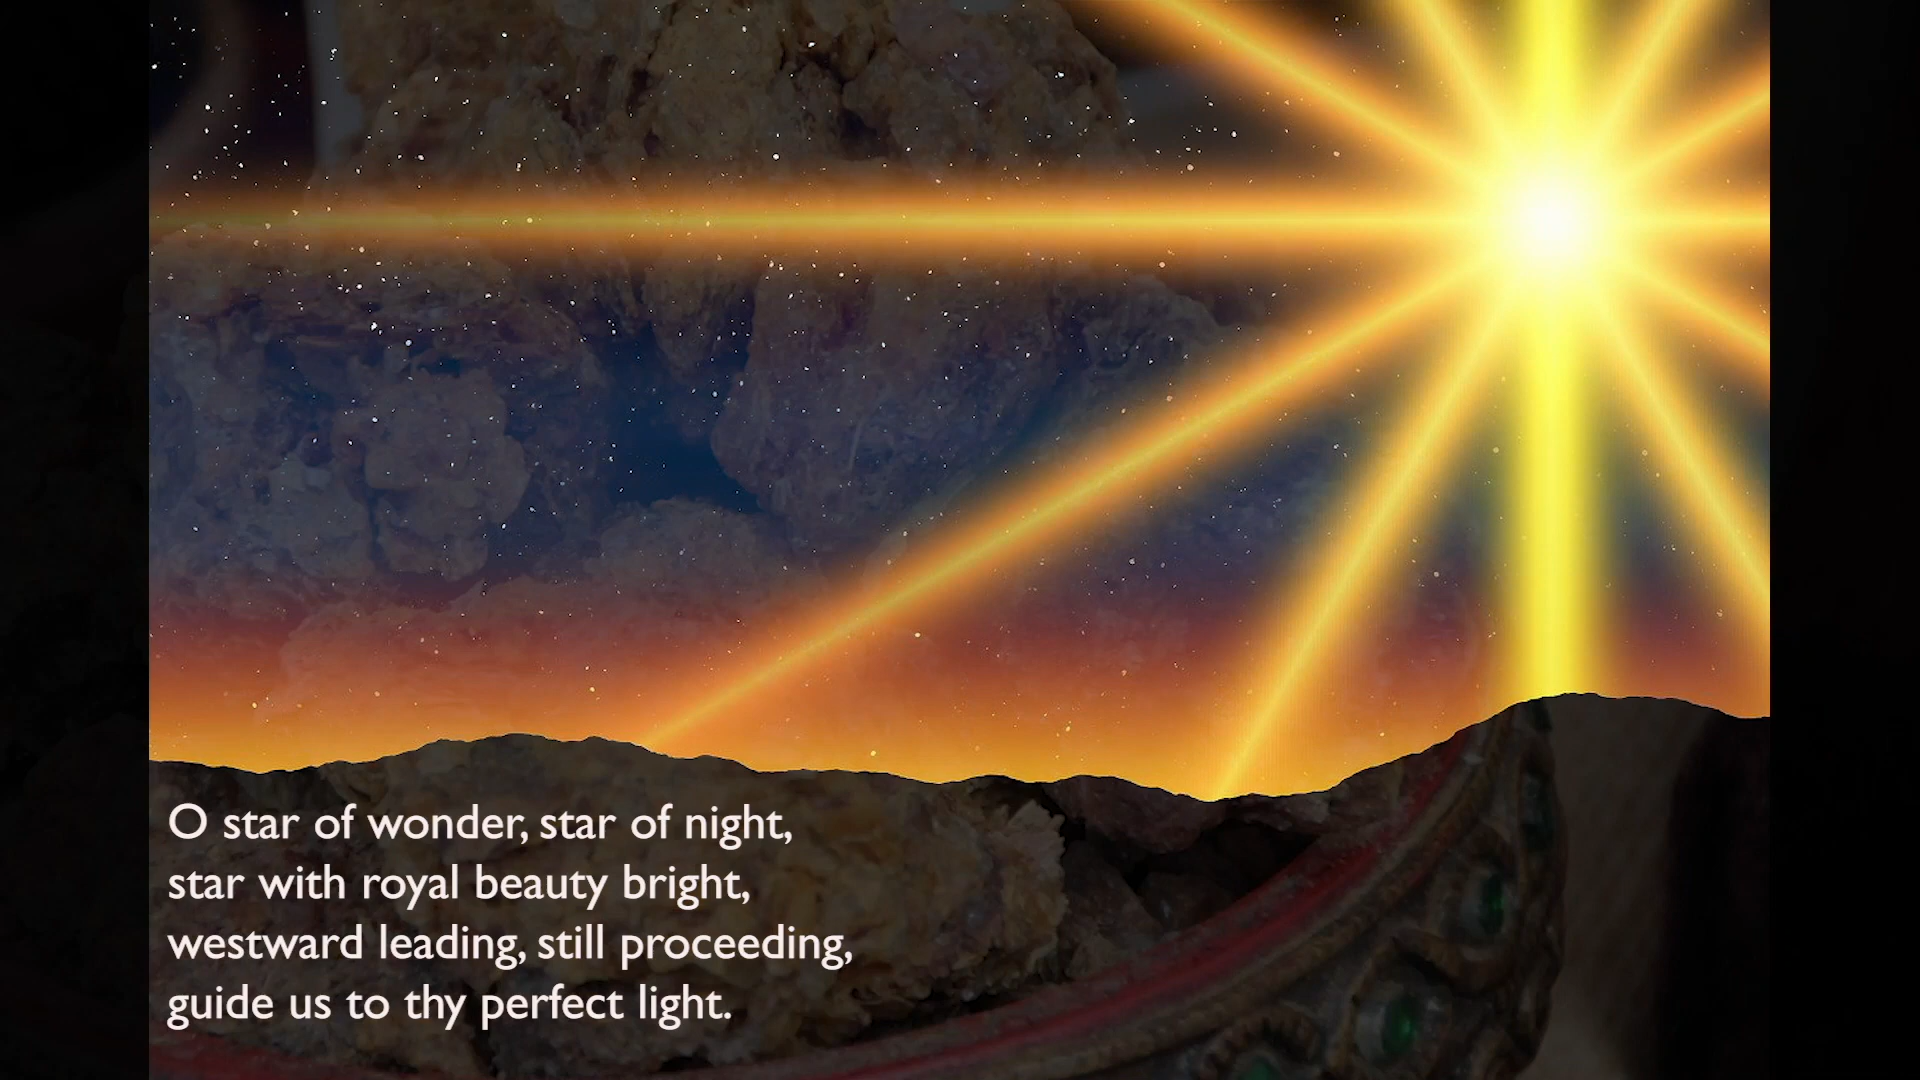 O star of wonder, star of night,
star with royal beauty bright,
westward leading, still proceeding,
guide us to thy perfect light.